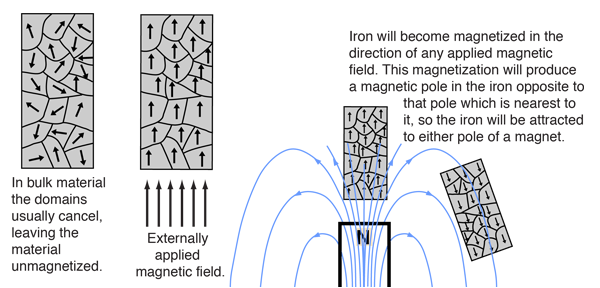 Iron will become magnetized in the
direction of any applied magnetic
field. This magnetization will produce
a magnetic pole in the iron opposite to
that pole which is nearest to
it, so the iron will be attracted
to either pole of a magnet.
In bulk material
the domains
usually cancel,
leaving the
material
unmagnetized.
Externally
applied
magnetic field.
N